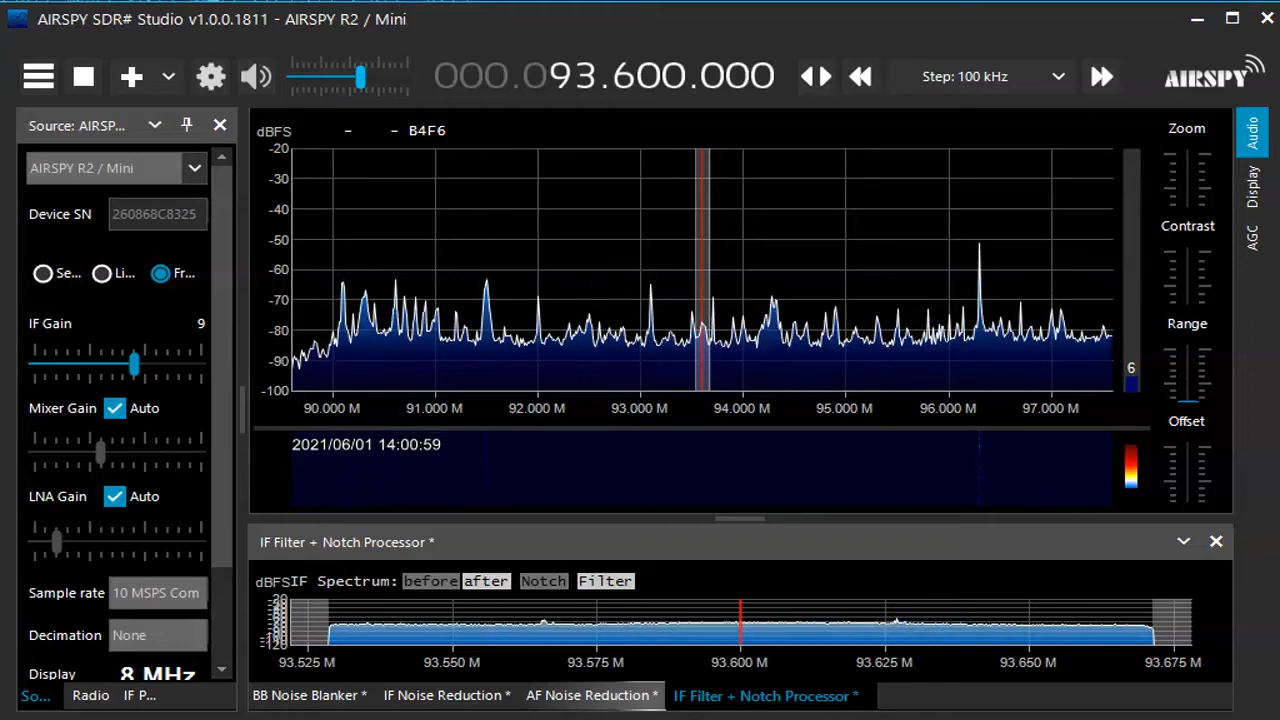 AIRSPY SDR# Studio v1.0.0.1811 - AIRSPY R2 / Mini
000.093.600.000
Step: 100 kHz
AIRSPY
Source: AIRSP...
AIRSPY R2 / Mini
Device SN 260868C8325
Se... Li... Fr...
IF Gain 9
Mixer Gain Auto
LNA Gain Auto
Sample rate 10 MSPS Com
Decimation None
Display 8 MHz
So... Radio IF P...
dBFS - - B4F6
-20
-30
-40
-50
-60
-70
-80
-90
-100
90.000 M 91.000 M 92.000 M 93.000 M 94.000 M 95.000 M 96.000 M 97.000 M
6
2021/06/01 14:00:59
Zoom
Contrast
Range
Offset
Audio
Display
AGC
IF Filter + Notch Processor *
dBFS IF Spectrum: before after Notch Filter
-20
-120
93.525 M 93.550 M 93.575 M 93.600 M 93.625 M 93.650 M 93.675 M
BB Noise Blanker * IF Noise Reduction * AF Noise Reduction * IF Filter + Notch Processor *